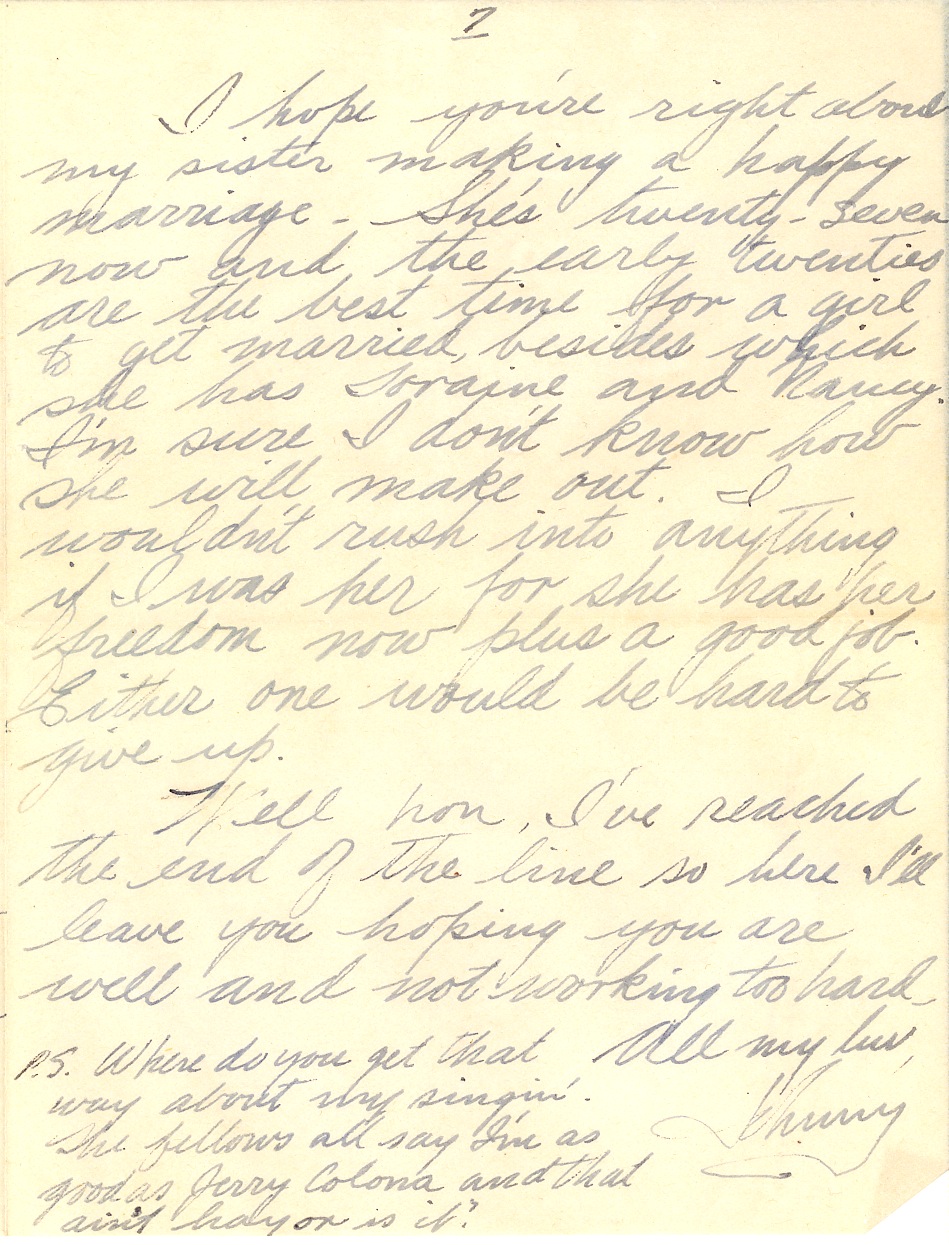 7
I hope you're right about
my sister making a happy
marriage - She's twenty-seven
now and the early twenties
are the best time for a girl
to get married, besides which
she has Loraine and Nancy.
I'm sure I don't know how
she will make out. I
wouldn't rush into anything
if I was her for she has her
freedom now plus a good job.
Either one would be hard to
give up.
Well hon, I've reached
the end of the line so here I'll
leave you hoping you are
well and not working too hard_
All my luv,
Johnny
P.S. Where do you get that
way about my singin'.
The fellows all say I'm as
good as Jerry Colona and that
ain't hay or is it".